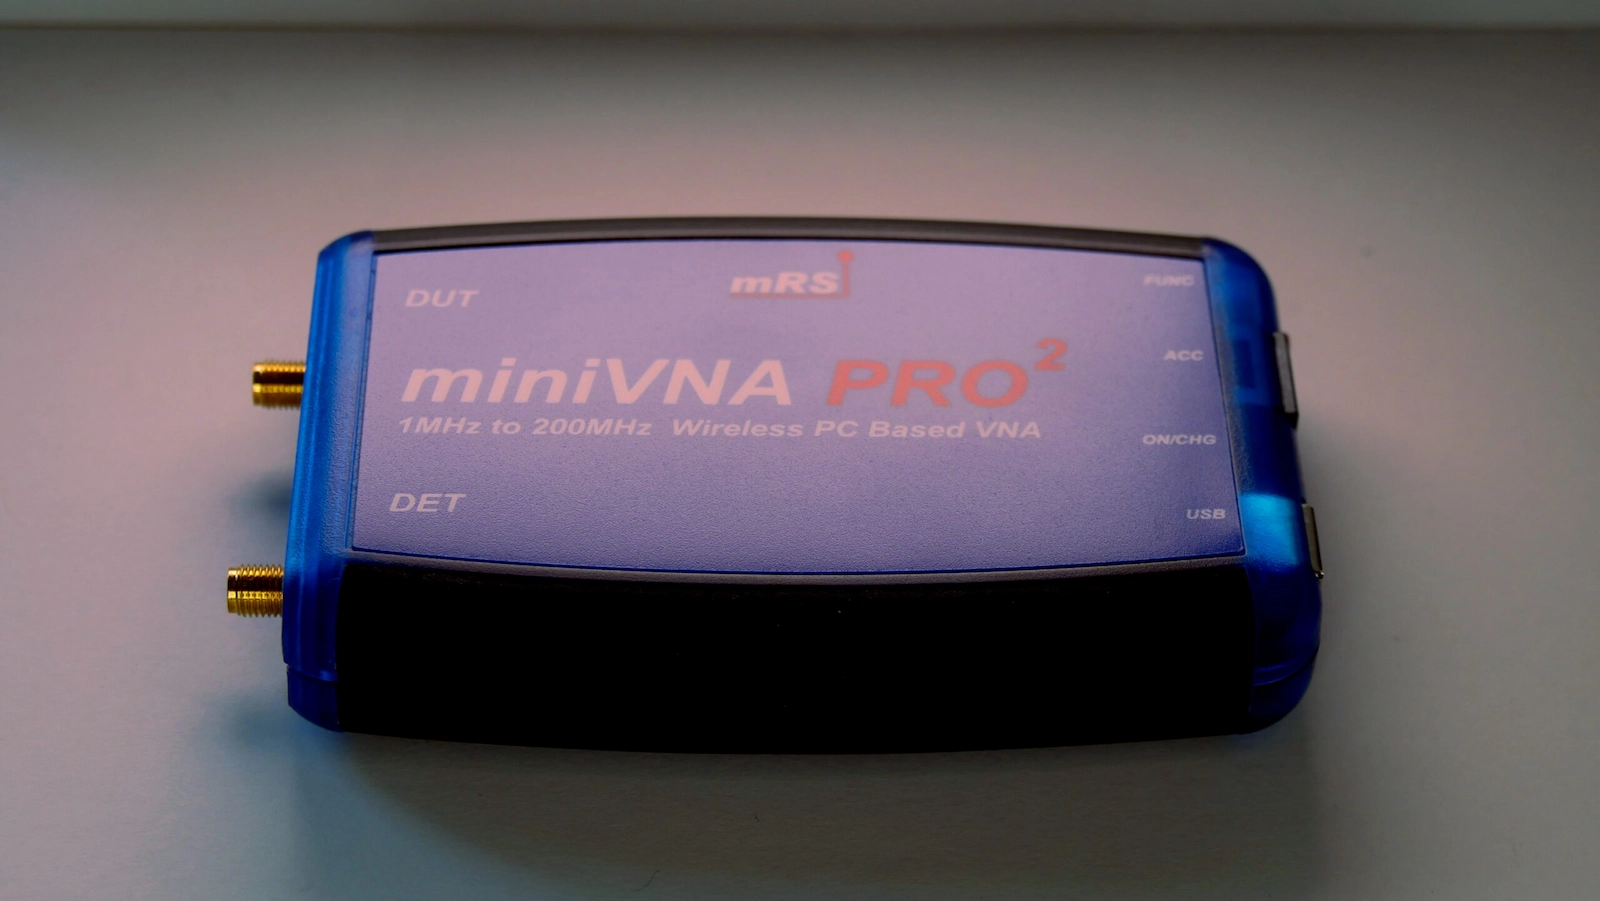 mRS
DUT
FUNC
miniVNA PRO²
ACC
1MHz to 200MHz Wireless PC Based VNA
ON/CHG
DET
USB